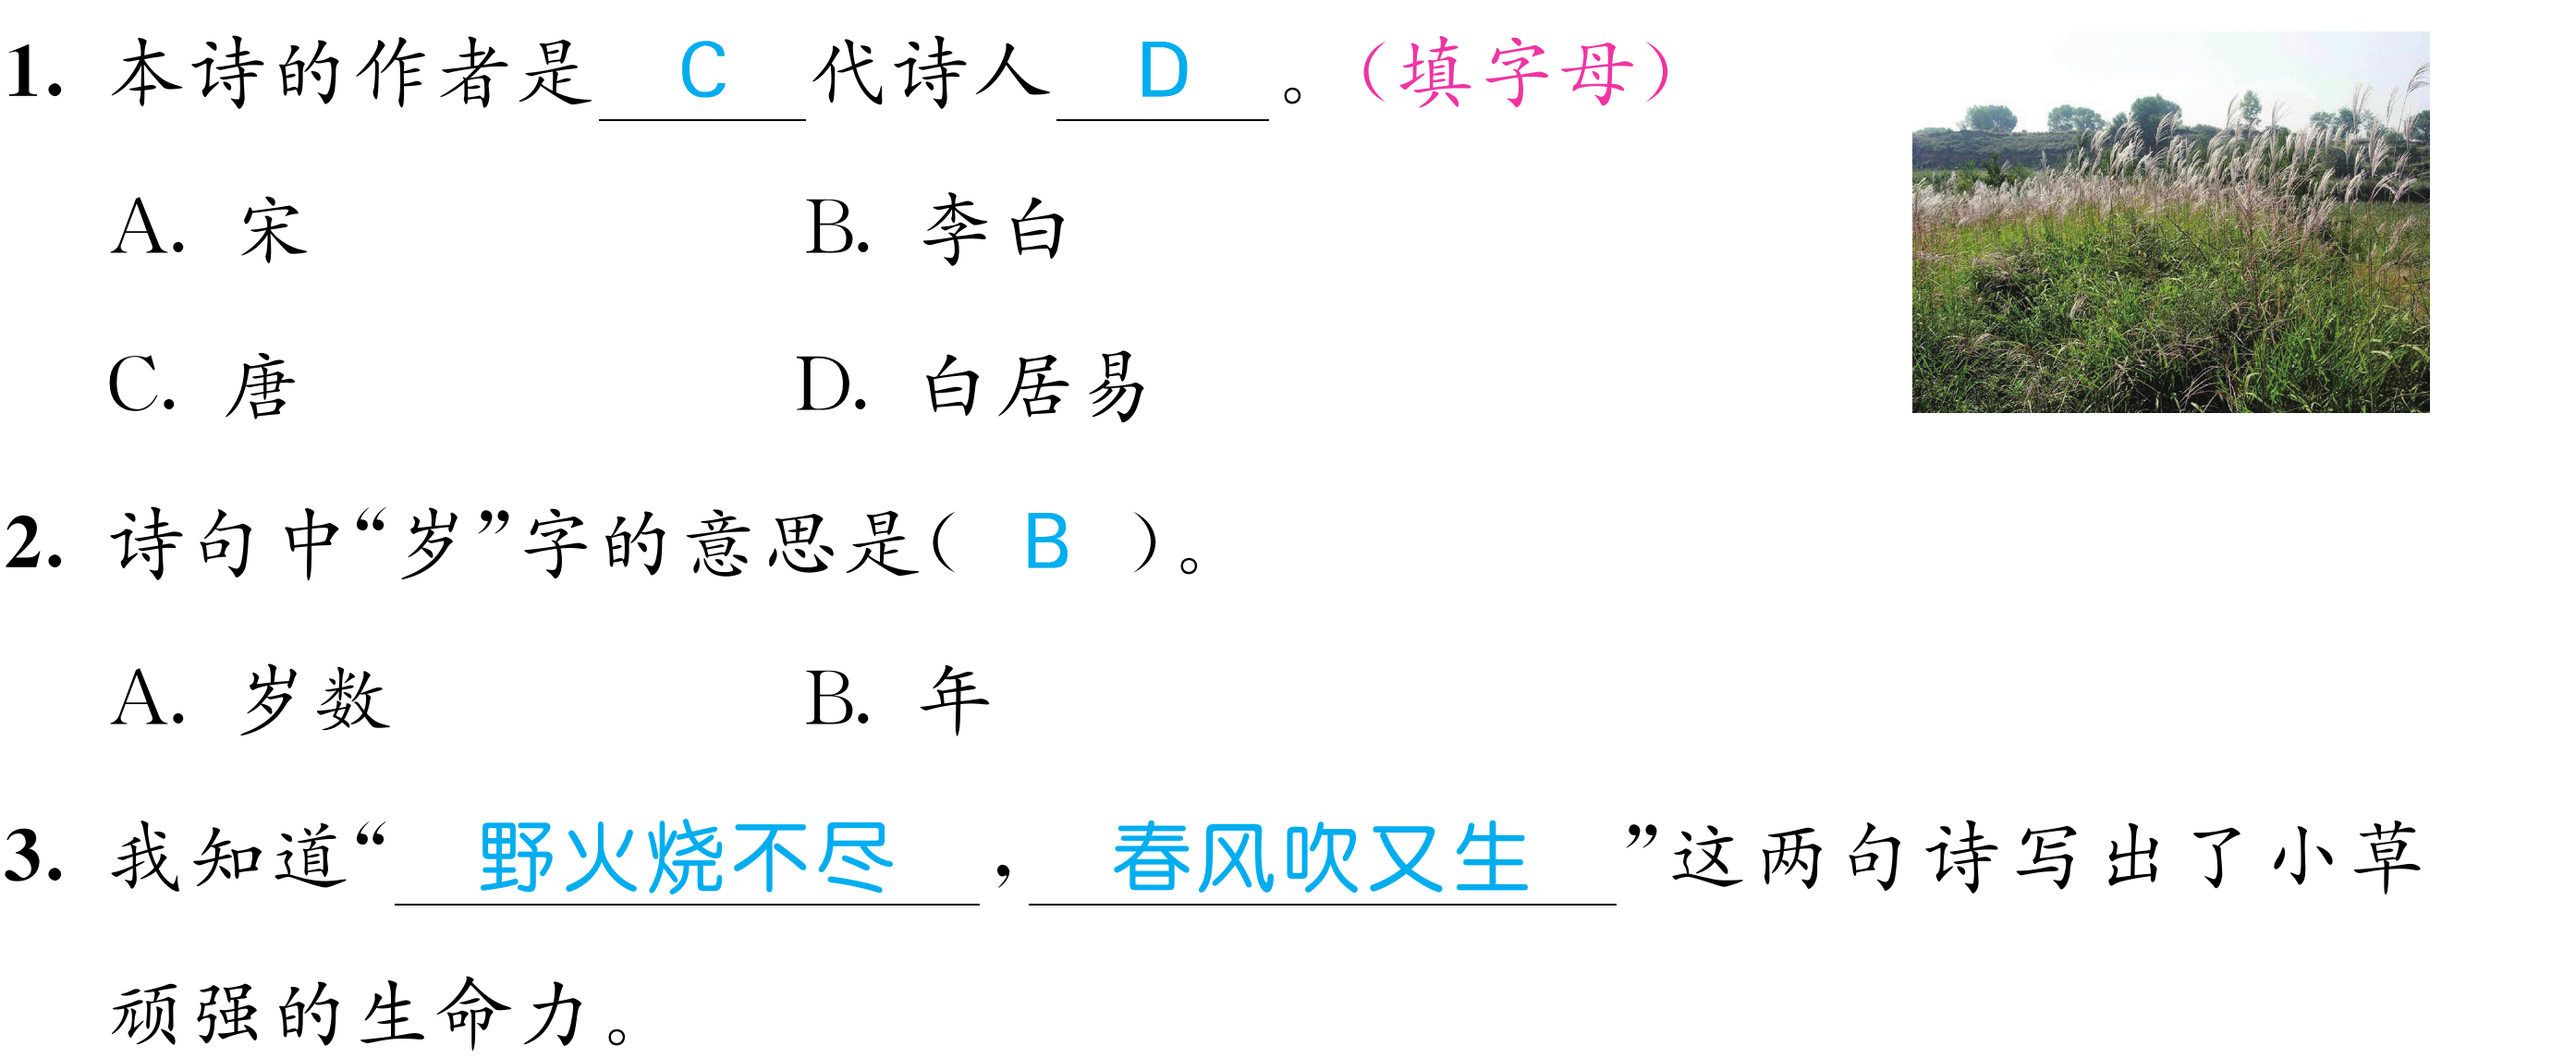 1. 本诗的作者是 C 代诗人 D 。（填字母）
A. 宋 B. 李白
C. 唐 D. 白居易
2. 诗句中“岁”字的意思是( B )。
A. 岁数 B. 年
3. 我知道“ 野火烧不尽 ， 春风吹又生 ”这两句诗写出了小草
顽强的生命力。